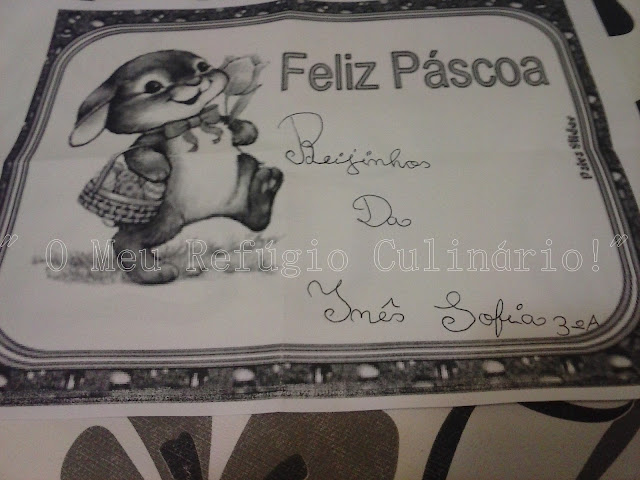 Feliz Páscoa
Beijinhos
Da
Inês Sofia 3ºA
" O Meu Refúgio Culinário!"